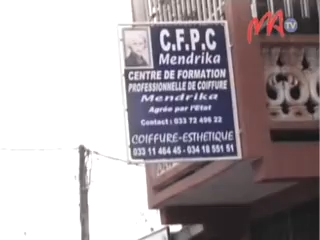 MA TV
C.F.P.C
Mendrika
CENTRE DE FORMATION
PROFESSIONNELLE DE COIFFURE
Mendrika
Agrée par l'Etat
Contact : 033 72 496 22
COIFFURE-ESTHETIQUE
033 11 464 45 - 034 18 551 51